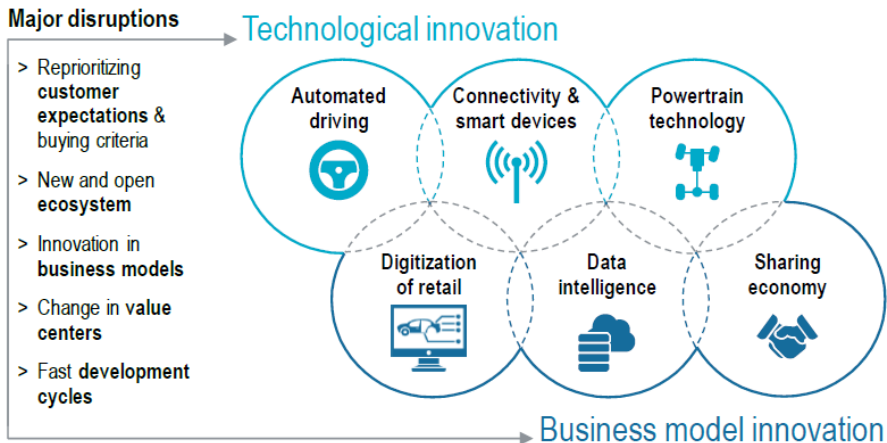 Major disruptions
Technological innovation
> Reprioritizing
customer
expectations &
buying criteria
> New and open
ecosystem
> Innovation in
business models
> Change in value
centers
> Fast development
cycles
Automated
driving
Connectivity &
smart devices
Powertrain
technology
Digitization
of retail
Data
intelligence
Sharing
economy
Business model innovation